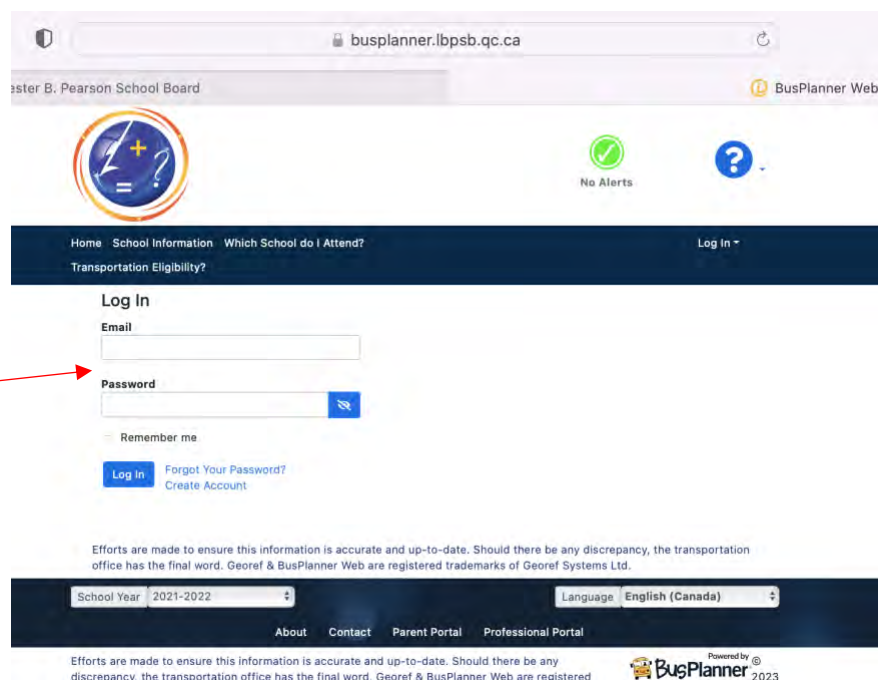 busplanner.lbpsb.qc.ca
ester B. Pearson School Board
BusPlanner Web
+
= ?
No Alerts
?
Home School Information Which School do I Attend?
Log In
Transportation Eligibility?
Log In
Email
Password
Remember me
Log In
Forgot Your Password?
Create Account
Efforts are made to ensure this information is accurate and up-to-date. Should there be any discrepancy, the transportation
office has the final word. Georef & BusPlanner Web are registered trademarks of Georef Systems Ltd.
School Year 2021-2022
Language English (Canada)
About Contact Parent Portal Professional Portal
Efforts are made to ensure this information is accurate and up-to-date. Should there be any
discrepancy, the transportation office has the final word. Georef & BusPlanner Web are registered
Powered by
BusPlanner ©
2023